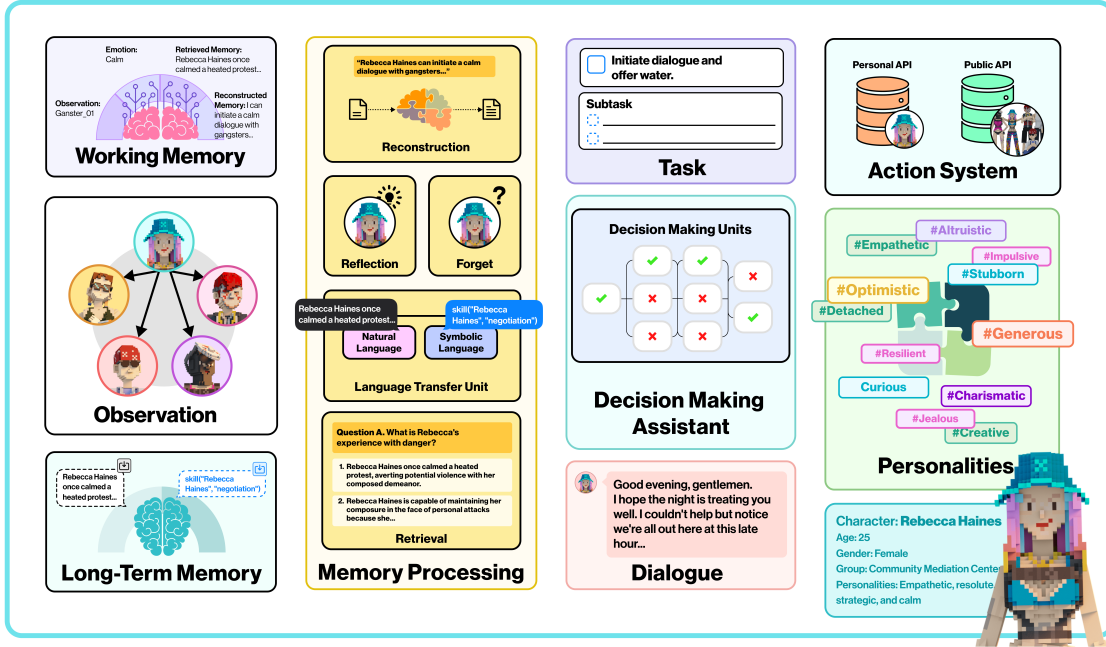 Emotion:
Calm
Retrieved Memory:
Rebecca Haines once
calmed a heated protest...
Observation:
Ganster_01
Reconstructed
Memory: I can
initiate a calm
dialogue with
gangsters...
Working Memory
Observation
Rebecca Haines
once calmed a
heated protest...
skill("Rebecca
Haines", "negotiation")
Long-Term Memory
"Rebecca Haines can initiate a calm
dialogue with gangsters..."
Reconstruction
Reflection
?
Forget
Rebecca Haines once
calmed a heated protest...
skill("Rebecca
Haines", "negotiation")
Natural
Language
Symbolic
Language
Language Transfer Unit
Question A. What is Rebecca's
experience with danger?
1. Rebecca Haines once calmed a heated
protest, averting potential violence with her
composed demeanor.
2. Rebecca Haines is capable of maintaining her
composure in the face of personal attacks
because she...
Retrieval
Memory Processing
Initiate dialogue and
offer water.
Subtask
Task
Decision Making Units
Decision Making
Assistant
Good evening, gentlemen.
I hope the night is treating you
well. I couldn't help but notice
we're all out here at this late
hour...
Dialogue
Personal API
Public API
Action System
#Altruistic
#Empathetic
#Impulsive
#Stubborn
#Optimistic
#Detached
#Generous
#Resilient
Curious
#Charismatic
#Jealous
#Creative
Personalities
Character: Rebecca Haines
Age: 25
Gender: Female
Group: Community Mediation Center
Personalities: Empathetic, resolute,
strategic, and calm